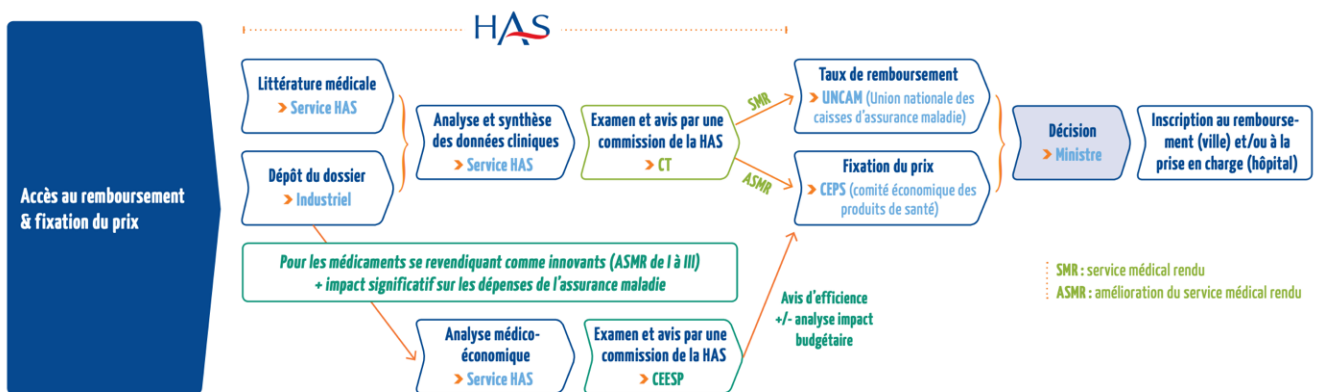 HAS
Accès au remboursement
& fixation du prix
Littérature médicale
> Service HAS
Dépôt du dossier
> Industriel
Analyse et synthèse
des données cliniques
> Service HAS
Examen et avis par une
commission de la HAS
> CT
SMR
ASMR
Taux de remboursement
> UNCAM (Union nationale des
caisses d'assurance maladie)
Fixation du prix
> CEPS (comité économique des
produits de santé)
Décision
> Ministre
Inscription au rembourse-
ment (ville) et/ou à la
prise en charge (hôpital)
Pour les médicaments se revendiquant comme innovants (ASMR de I à III)
+ impact significatif sur les dépenses de l'assurance maladie
Analyse médico-
économique
> Service HAS
Examen et avis par une
commission de la HAS
> CEESP
Avis d'efficience
+/- analyse impact
budgétaire
SMR : service médical rendu
ASMR : amélioration du service médical rendu